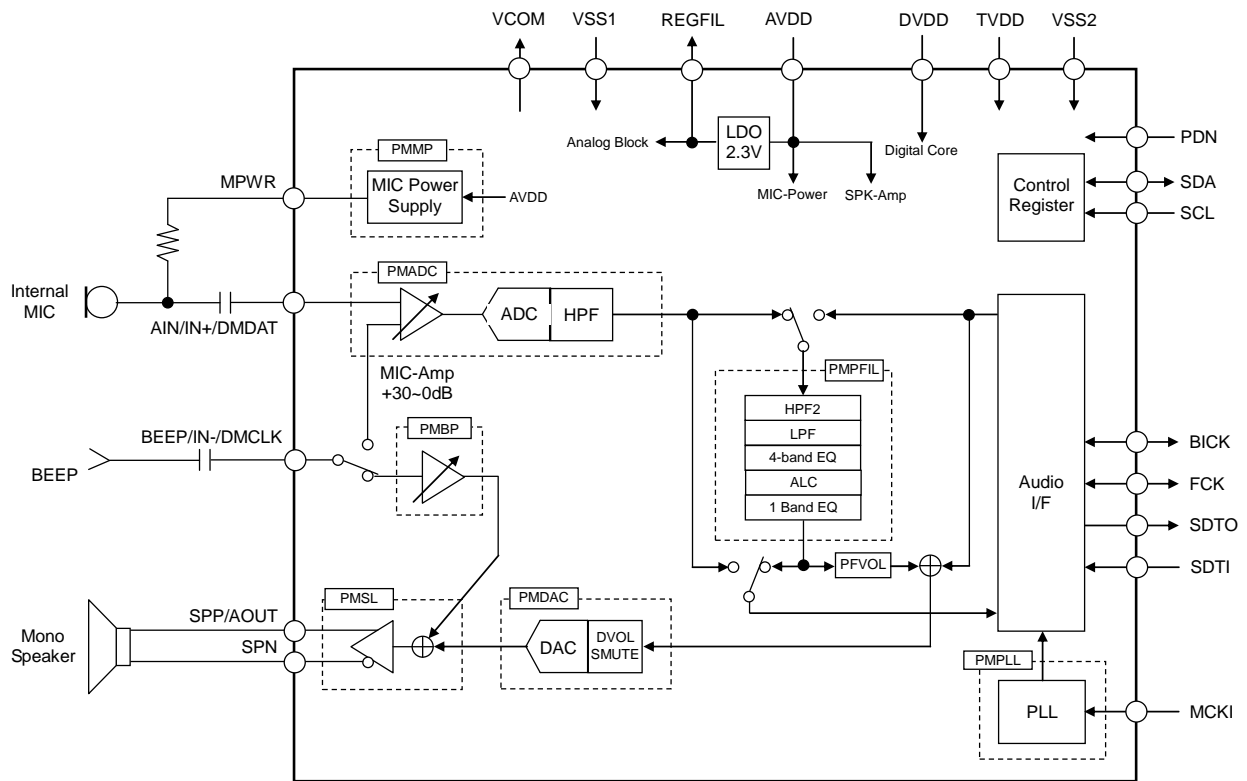 VCOM
VSS1
REGFIL
AVDD
DVDD
TVDD
VSS2
Analog Block
LDO
2.3V
Digital Core
MIC-Power
SPK-Amp
PDN
SDA
SCL
Control
Register
PMMP
MIC Power
Supply
AVDD
MPWR
Internal
MIC
AIN/IN+/DMDAT
PMADC
ADC
HPF
MIC-Amp
+30~0dB
PMPFIL
HPF2
LPF
4-band EQ
ALC
1 Band EQ
BEEP/IN-/DMCLK
BEEP
PMBP
Audio
I/F
BICK
FCK
SDTO
SDTI
PFVOL
PMSL
SPP/AOUT
SPN
Mono
Speaker
PMDAC
DAC
DVOL
SMUTE
PMPLL
PLL
MCKI